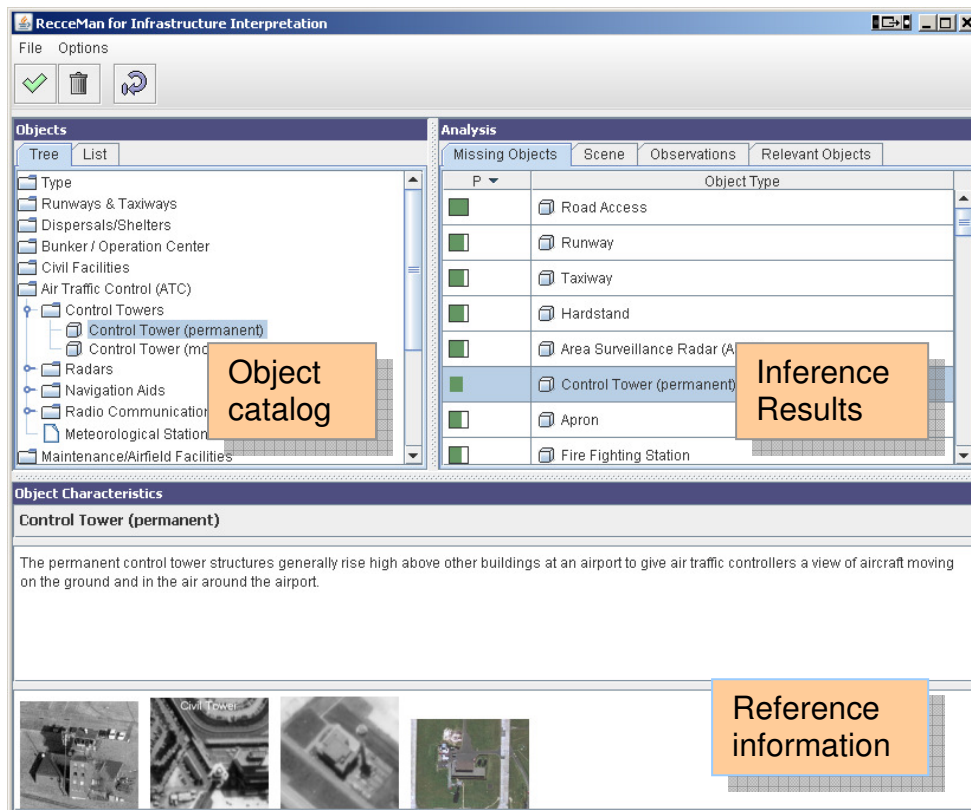 RecceMan for Infrastructure Interpretation
File Options
Objects
Tree List
Type
Runways & Taxiways
Dispersals/Shelters
Bunker / Operation Center
Civil Facilities
Air Traffic Control (ATC)
Control Towers
Control Tower (permanent)
Control Tower (mo
Radars
Navigation Aids
Radio Communication
Meteorological Station
Maintenance/Airfield Facilities
Object
catalog
Analysis
Missing Objects Scene Observations Relevant Objects
P Object Type
Road Access
Runway
Taxiway
Hardstand
Area Surveillance Radar (A
Control Tower (permanent)
Apron
Fire Fighting Station
Inference
Results
Object Characteristics
Control Tower (permanent)
The permanent control tower structures generally rise high above other buildings at an airport to give air traffic controllers a view of aircraft moving
on the ground and in the air around the airport.
Civil Tower
Reference
information